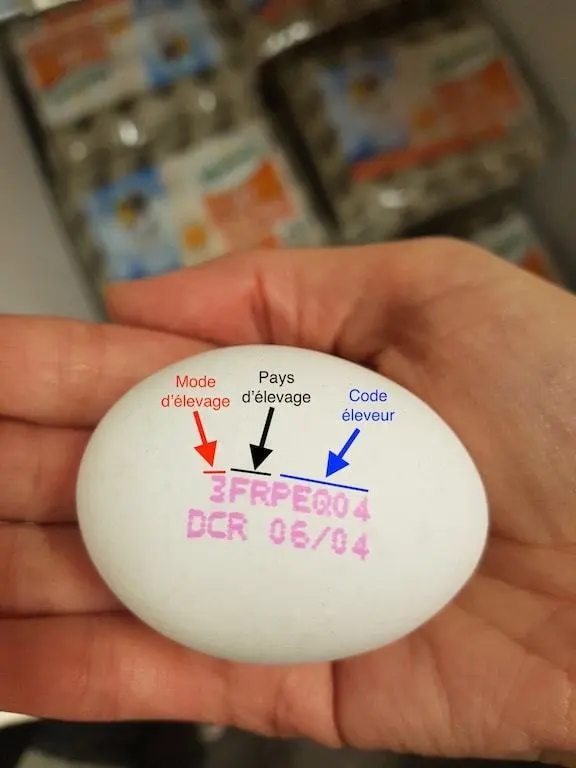 Mode
d'élevage
Pays
d'élevage
Code
éleveur
3FRPEQ04
DCR 06/04